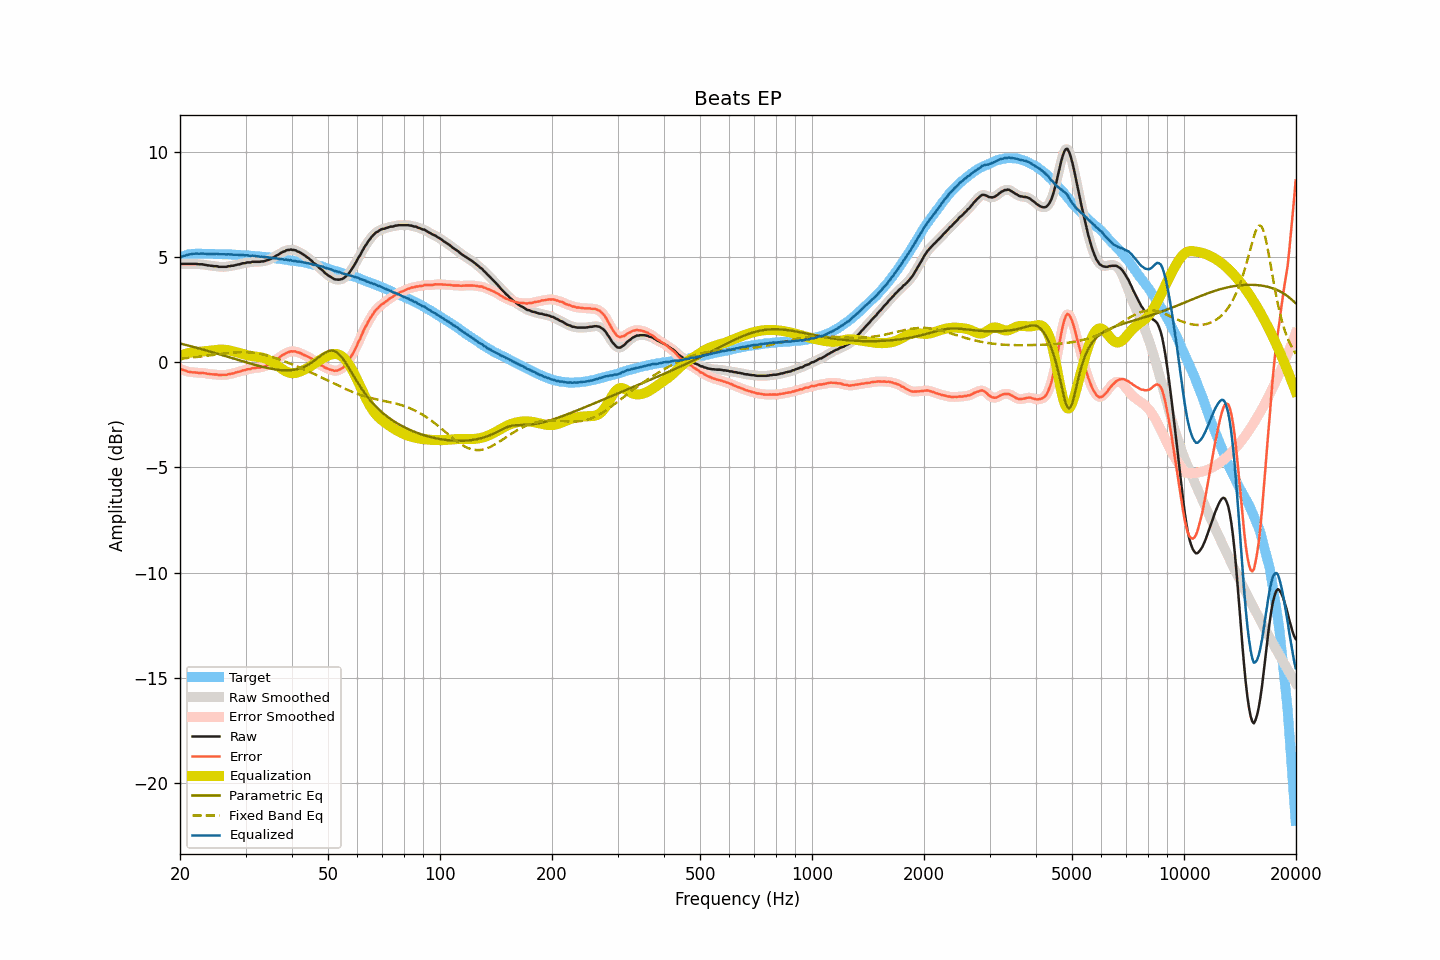 Beats EP
10
5
0
−5
−10
−15
−20
Amplitude (dBr)
Target
Raw Smoothed
Error Smoothed
Raw
Error
Equalization
Parametric Eq
Fixed Band Eq
Equalized
20 50 100 200 500 1000 2000 5000 10000 20000
Frequency (Hz)